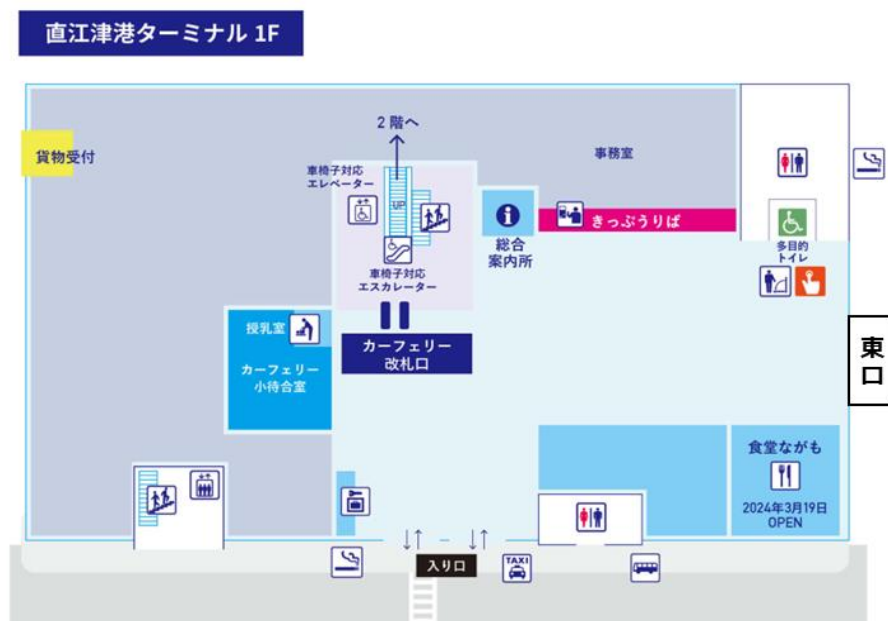 直江津港ターミナル 1F
2 階へ
貨物受付
車椅子対応
エレベーター
事務室
UP
きっぷうりば
総合
案内所
多目的
トイレ
車椅子対応
エスカレーター
授乳室
カーフェリー
改札口
東
口
カーフェリー
小待合室
食堂ながも
2024年3月19日
OPEN
入り口
TAXI